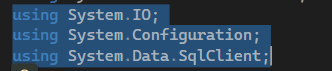 using System.IO;
using System.Configuration;
using System.Data.SqlClient;